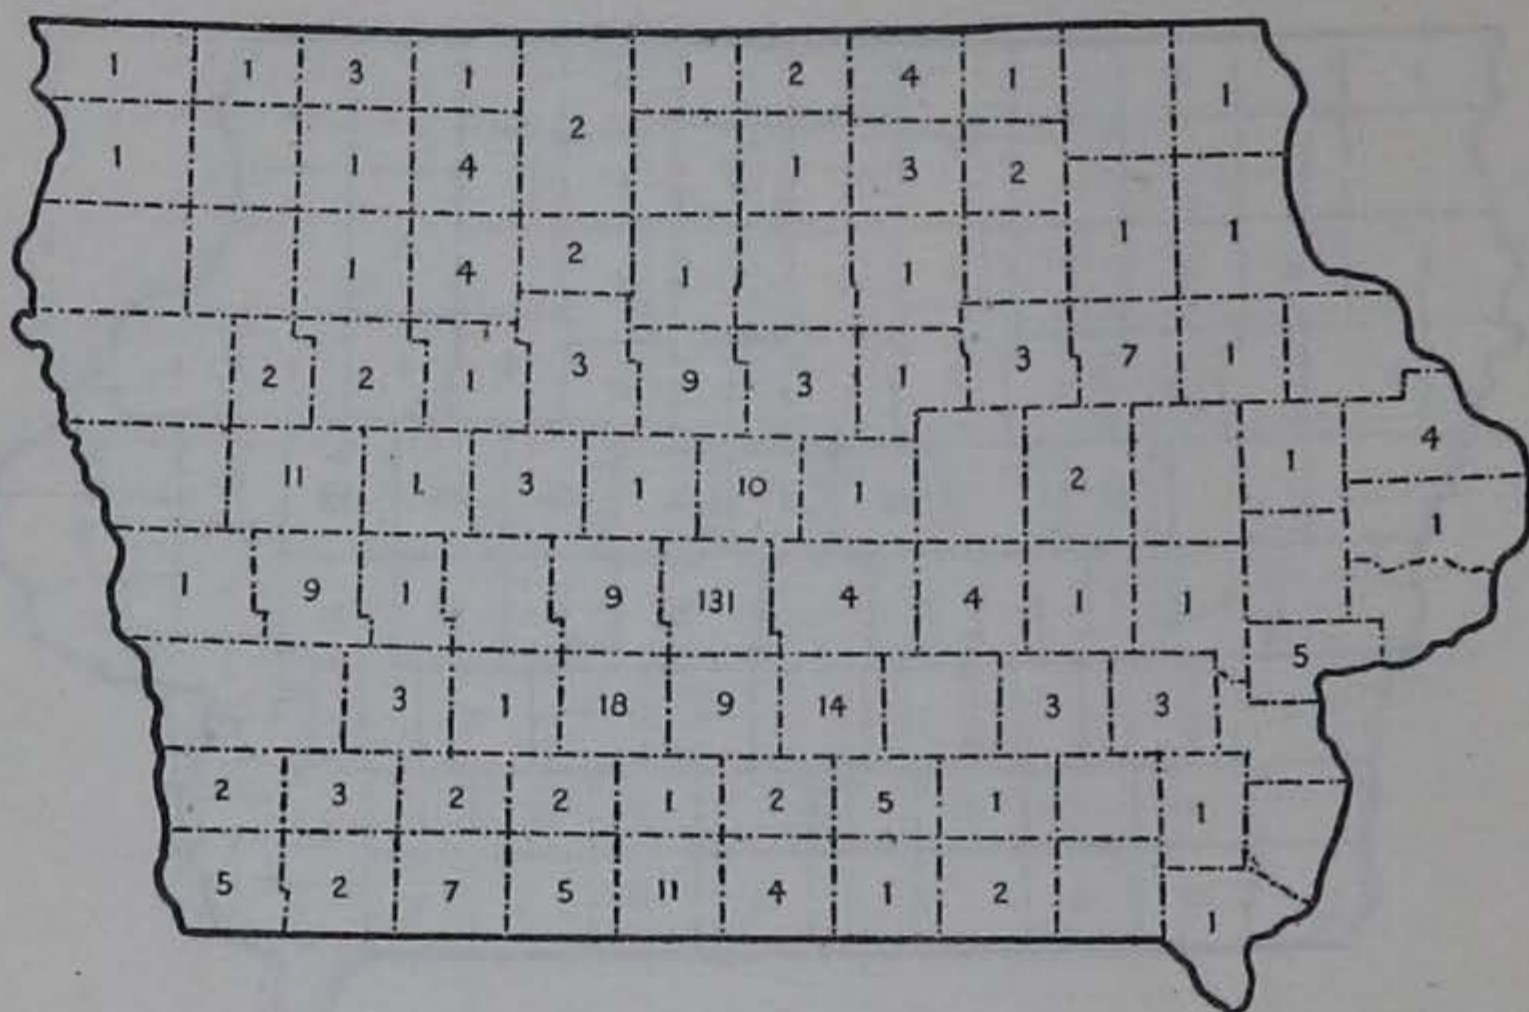 1 1 3 1 1 2 4 1
2 1
1 1 4 1 3 2
1 1
1 4 2 1 1
2 2 1 3 9 3 1 3 7 1
11 1 3 1 10 1 2 1 4
1
1 9 1 9 131 4 4 1 1
5
3 1 18 9 14 3 3
2 3 2 2 1 2 5 1 1
5 2 7 5 11 4 1 2
1